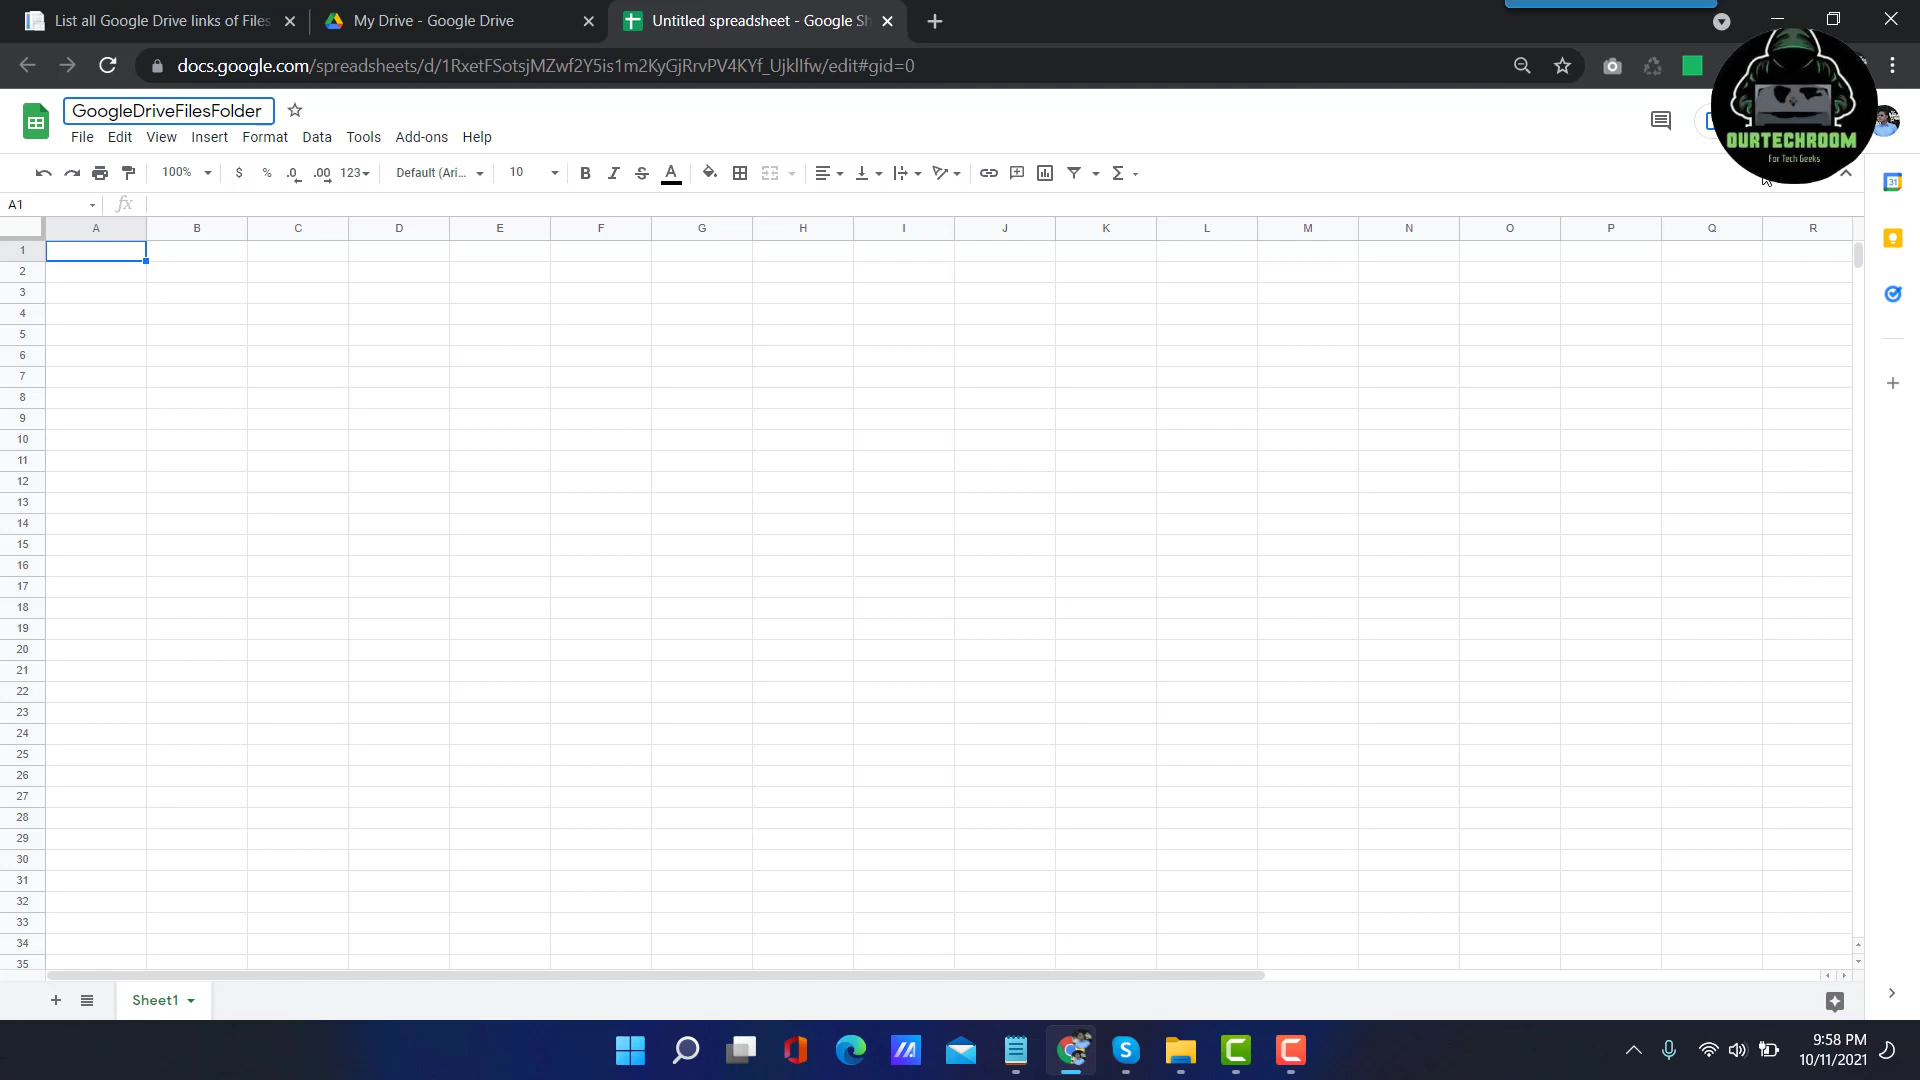 List all Google Drive links of Files
My Drive - Google Drive
Untitled spreadsheet - Google Sh
docs.google.com/spreadsheets/d/1RxetFSotsjMZwf2Y5is1m2KyGjRrvPV4KYf_UjklIfw/edit#gid=0
GoogleDriveFilesFolder
File Edit View Insert Format Data Tools Add-ons Help
OURTECHROOM
For Tech Geeks
100% $ % .0 .00 123 Default (Ari... 10 B I S A Σ
31
A1 fx
A B C D E F G H I J K L M N O P Q R
1
2
3
4
5
6
7
8
9
10
11
12
13
14
15
16
17
18
19
20
21
22
23
24
25
26
27
28
29
30
31
32
33
34
35
Sheet1
9:58 PM
10/11/2021